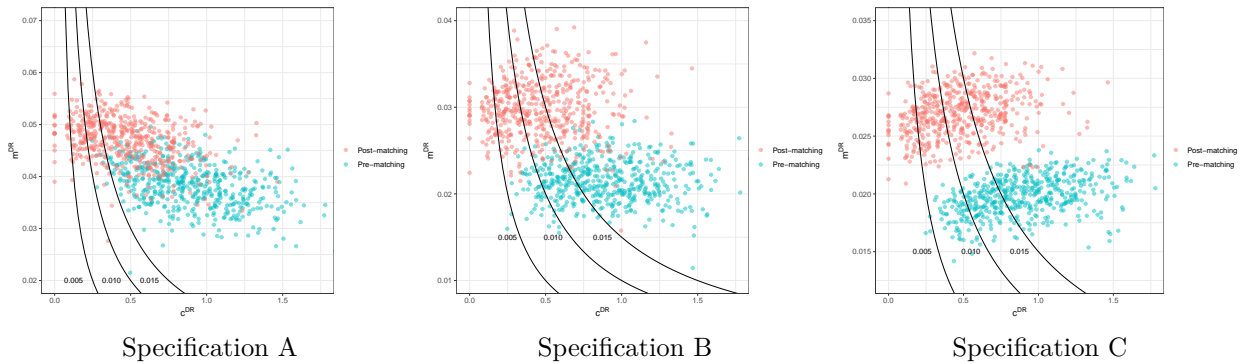 0.07
0.06
0.05
0.04
0.03
0.02
m^DR
0.005
0.010
0.015
0.0
0.5
1.0
1.5
c^DR
Post−matching
Pre−matching
Specification A
0.04
0.03
0.02
0.01
m^DR
0.005
0.010
0.015
0.0
0.5
1.0
1.5
c^DR
Post−matching
Pre−matching
Specification B
0.035
0.030
0.025
0.020
0.015
m^DR
0.005
0.010
0.015
0.0
0.5
1.0
1.5
c^DR
Post−matching
Pre−matching
Specification C